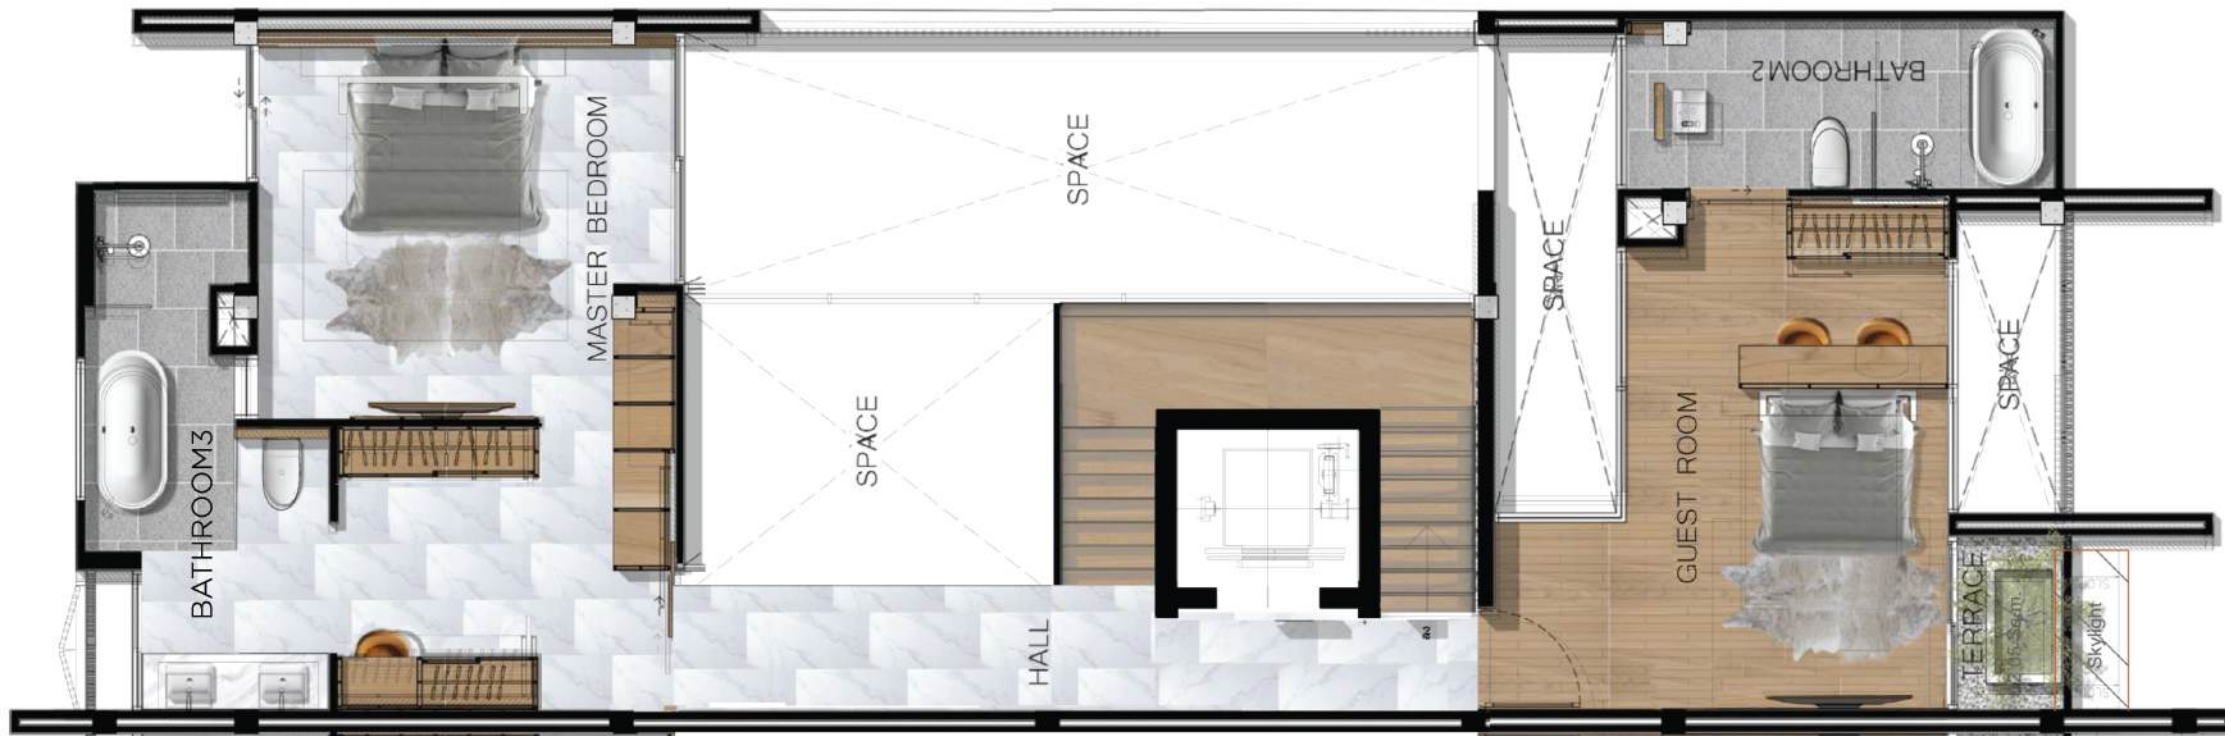 BATHROOM3
MASTER BEDROOM
SPACE
SPACE
HALL
SPACE
BATHROOM2
GUEST ROOM
SPACE
TERRACE
Skylight